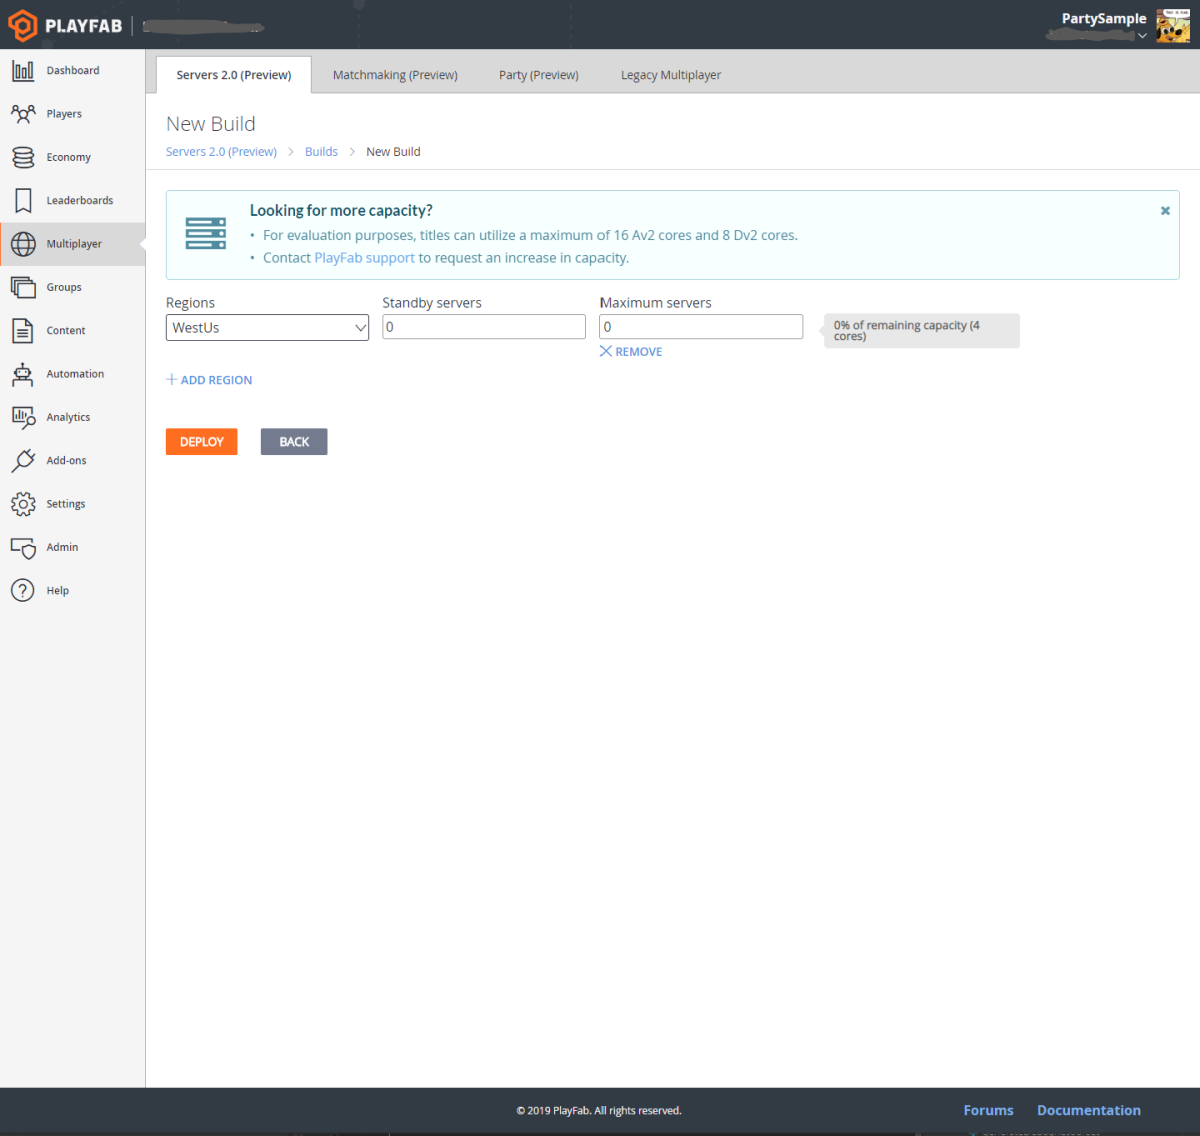 PLAYFAB
PartySample
Dashboard
Players
Economy
Leaderboards
Multiplayer
Groups
Content
Automation
Analytics
Add-ons
Settings
Admin
Help
Servers 2.0 (Preview)
Matchmaking (Preview)
Party (Preview)
Legacy Multiplayer
New Build
Servers 2.0 (Preview) > Builds > New Build
Looking for more capacity?
• For evaluation purposes, titles can utilize a maximum of 16 Av2 cores and 8 Dv2 cores.
• Contact PlayFab support to request an increase in capacity.
Regions
Standby servers
Maximum servers
WestUs
0
0
0% of remaining capacity (4
cores)
REMOVE
+ ADD REGION
DEPLOY
BACK
© 2019 PlayFab. All rights reserved.
Forums
Documentation